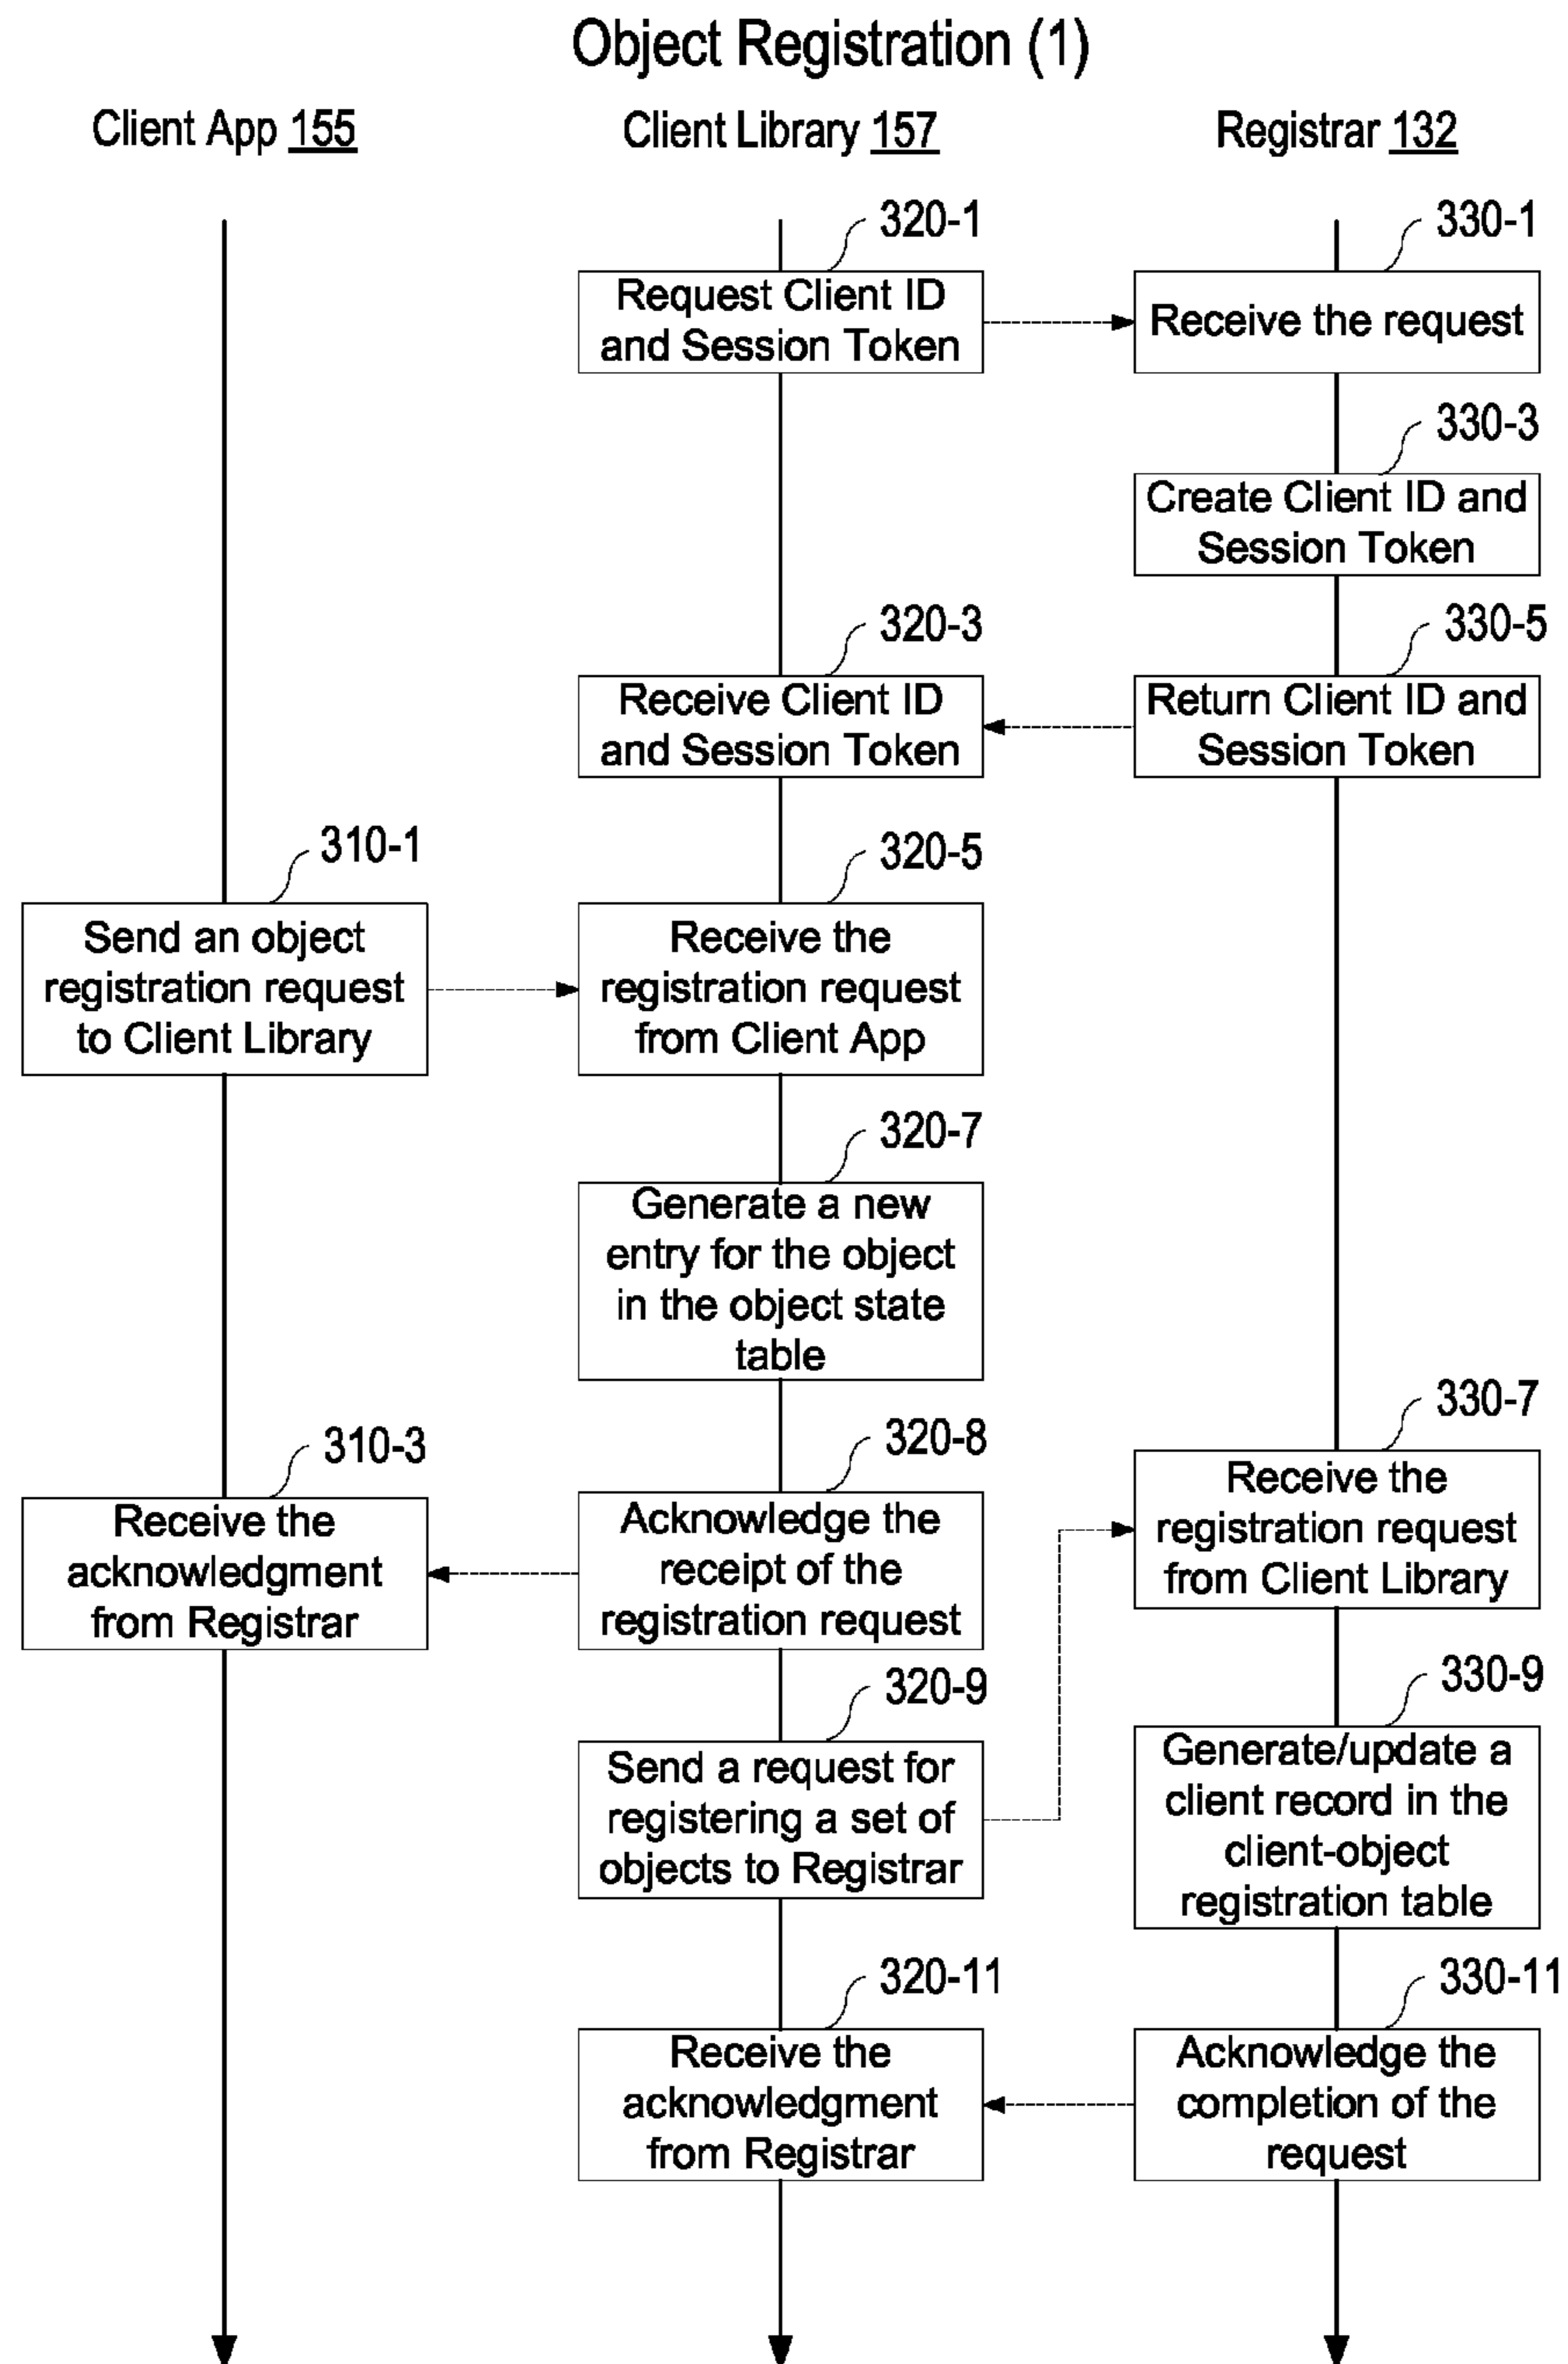 Object Registration (1)
Client App 155
Client Library 157
Registrar 132
320-1
330-1
Request Client ID
and Session Token
Receive the request
330-3
Create Client ID and
Session Token
320-3
330-5
Receive Client ID
and Session Token
Return Client ID and
Session Token
310-1
320-5
Send an object
registration request
to Client Library
Receive the
registration request
from Client App
320-7
Generate a new
entry for the object
in the object state
table
310-3
320-8
330-7
Receive the
acknowledgment
from Registrar
Acknowledge the
receipt of the
registration request
Receive the
registration request
from Client Library
320-9
330-9
Send a request for
registering a set of
objects to Registrar
Generate/update a
client record in the
client-object
registration table
320-11
330-11
Receive the
acknowledgment
from Registrar
Acknowledge the
completion of the
request